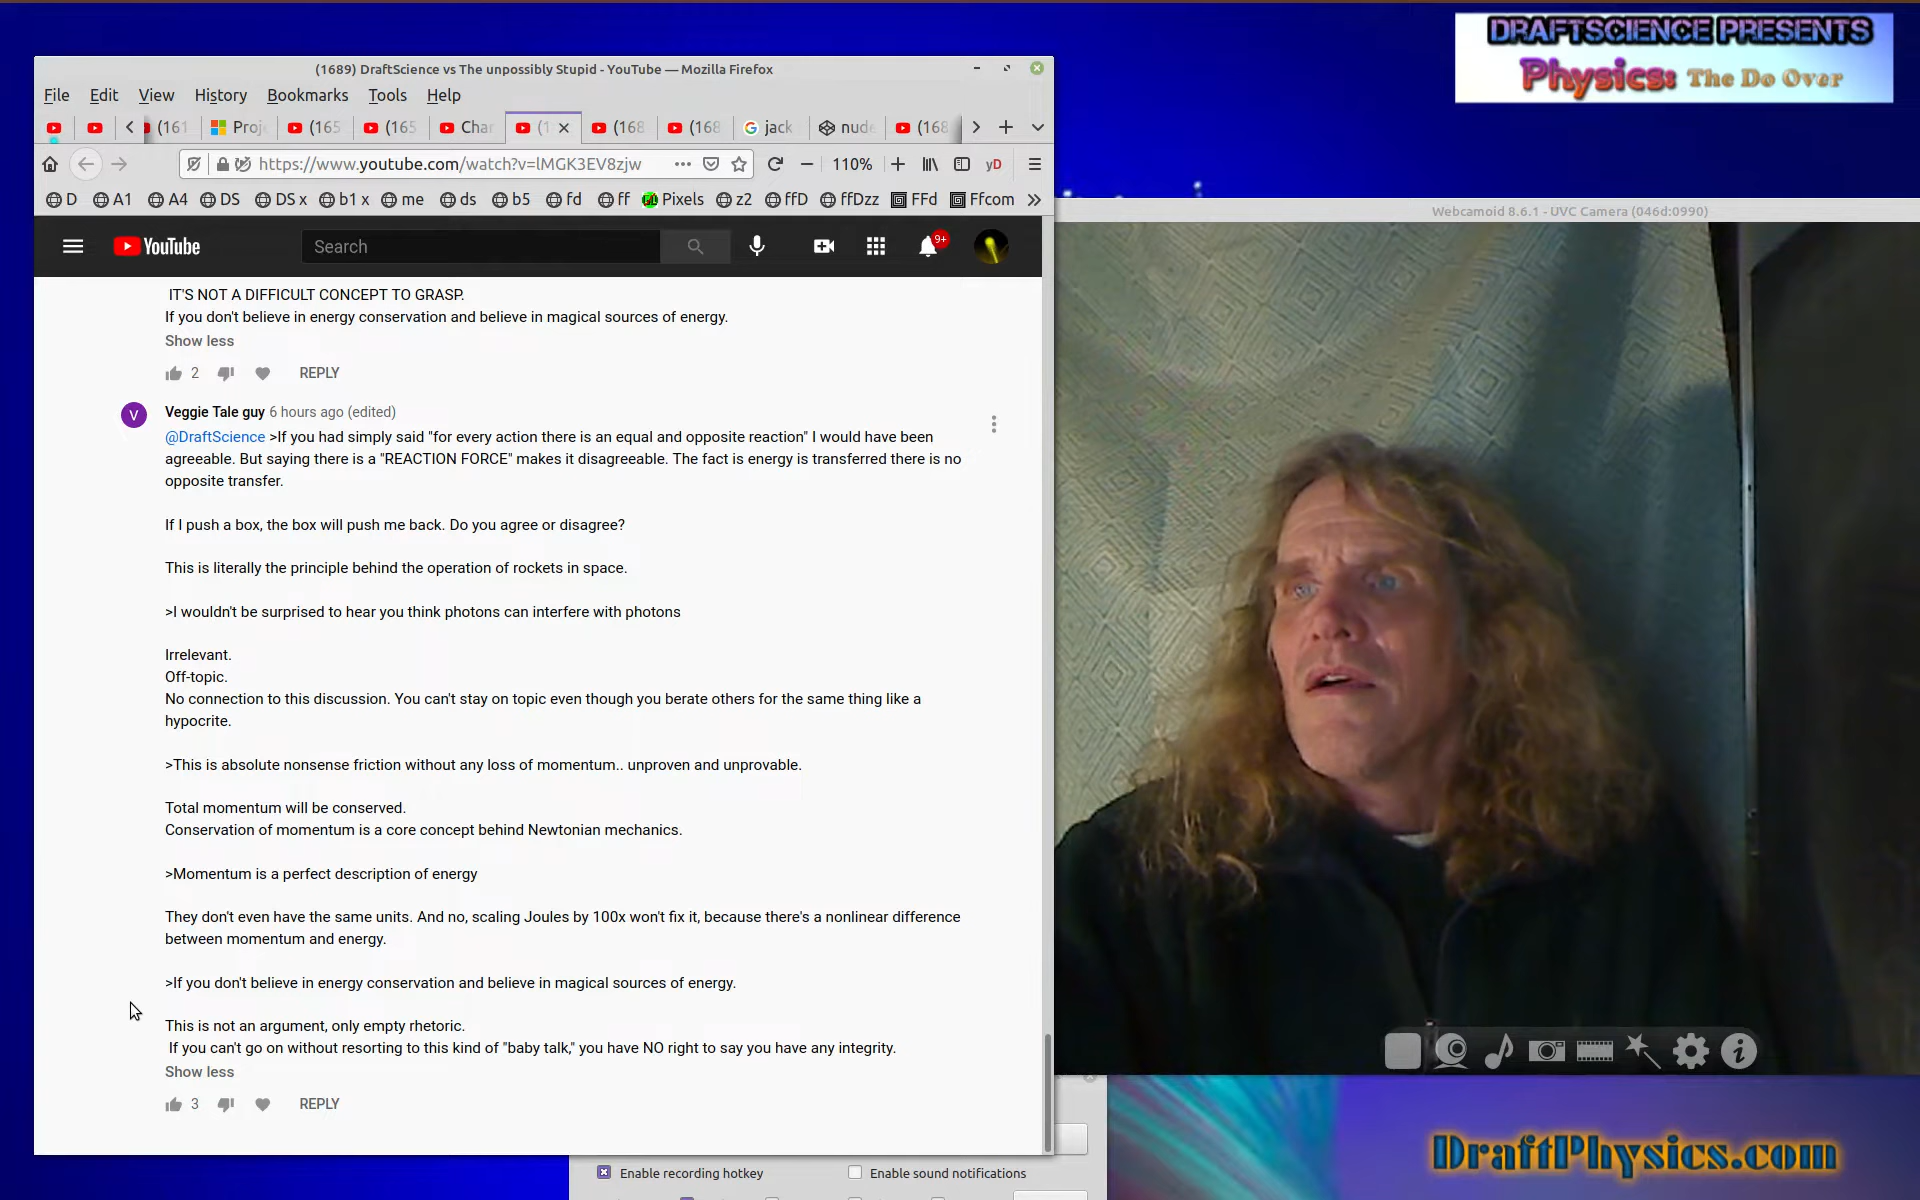 DRAFTSCIENCE PRESENTS
Physics: The Do Over
(1689) DraftScience vs The unpossibly Stupid - YouTube — Mozilla Firefox
File Edit View History Bookmarks Tools Help
(161 Proj (165 (165 Char (1 (168 (168 jack nude (168
https://www.youtube.com/watch?v=lMGK3EV8zjw 110% yD
D A1 A4 DS DS x b1 x me ds b5 fd ff Pixels z2 ffD ffDzz FFd Ffcom
Webcamoid 8.6.1 - UVC Camera (046d:0990)
YouTube Search 9+
IT'S NOT A DIFFICULT CONCEPT TO GRASP.
If you don't believe in energy conservation and believe in magical sources of energy.
Show less
2 REPLY
V Veggie Tale guy 6 hours ago (edited)
@DraftScience >If you had simply said "for every action there is an equal and opposite reaction" I would have been
agreeable. But saying there is a "REACTION FORCE" makes it disagreeable. The fact is energy is transferred there is no
opposite transfer.
If I push a box, the box will push me back. Do you agree or disagree?
This is literally the principle behind the operation of rockets in space.
>I wouldn't be surprised to hear you think photons can interfere with photons
Irrelevant.
Off-topic.
No connection to this discussion. You can't stay on topic even though you berate others for the same thing like a
hypocrite.
>This is absolute nonsense friction without any loss of momentum.. unproven and unprovable.
Total momentum will be conserved.
Conservation of momentum is a core concept behind Newtonian mechanics.
>Momentum is a perfect description of energy
They don't even have the same units. And no, scaling Joules by 100x won't fix it, because there's a nonlinear difference
between momentum and energy.
>If you don't believe in energy conservation and believe in magical sources of energy.
This is not an argument, only empty rhetoric.
If you can't go on without resorting to this kind of "baby talk," you have NO right to say you have any integrity.
Show less
3 REPLY
DraftPhysics.com
Enable recording hotkey Enable sound notifications